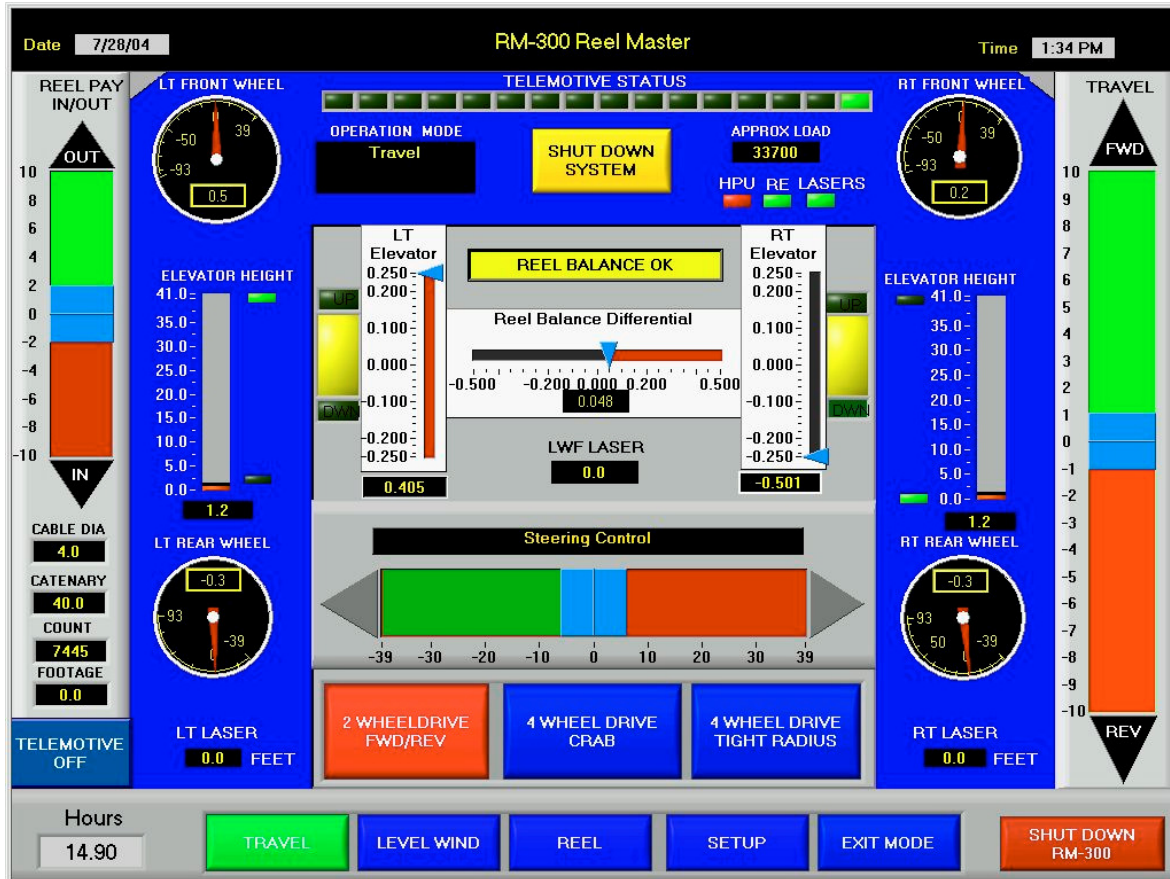 Date 7/28/04
RM-300 Reel Master
Time 1:34 PM
REEL PAY
IN/OUT
OUT
10
8
6
4
2
0
-2
-4
-6
-8
-10
IN
CABLE DIA
4.0
CATENARY
40.0
COUNT
7445
FOOTAGE
0.0
TELEMOTIVE
OFF
LT FRONT WHEEL
-93
-50
0
39
0.5
ELEVATOR HEIGHT
41.0
35.0
30.0
25.0
20.0
15.0
10.0
5.0
0.0
1.2
LT REAR WHEEL
-0.3
-93
0
-39
LT LASER
0.0 FEET
TELEMOTIVE STATUS
OPERATION MODE
Travel
SHUT DOWN
SYSTEM
APPROX LOAD
33700
HPU RE LASERS
LT
Elevator
0.250
0.200
0.100
0.000
-0.100
-0.200
-0.250
0.405
UP
DWN
REEL BALANCE OK
Reel Balance Differential
-0.500 -0.200 0.000 0.200 0.500
0.048
LWF LASER
0.0
RT
Elevator
0.250
0.200
0.100
0.000
-0.100
-0.200
-0.250
-0.501
UP
DWN
Steering Control
-39 -30 -20 -10 0 10 20 30 39
2 WHEELDRIVE
FWD/REV
4 WHEEL DRIVE
CRAB
4 WHEEL DRIVE
TIGHT RADIUS
RT FRONT WHEEL
-93
-50
0
39
0.2
ELEVATOR HEIGHT
41.0
35.0
30.0
25.0
20.0
15.0
10.0
5.0
0.0
1.2
RT REAR WHEEL
-0.3
-93
50
0
-39
RT LASER
0.0 FEET
TRAVEL
FWD
10
9
8
7
6
5
4
3
2
1
0
-1
-2
-3
-4
-5
-6
-7
-8
-9
-10
REV
Hours
14.90
TRAVEL
LEVEL WIND
REEL
SETUP
EXIT MODE
SHUT DOWN
RM-300